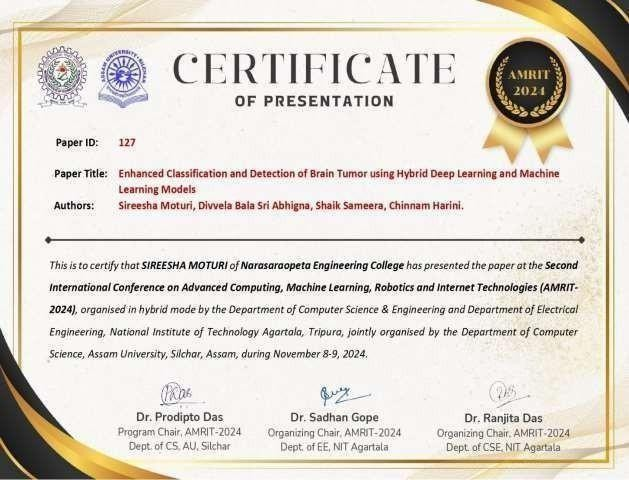 CERTIFICATE
OF PRESENTATION
AMRIT
2024
ASSAM UNIVERSITY, SILCHAR
Paper ID: 127
Paper Title: Enhanced Classification and Detection of Brain Tumor using Hybrid Deep Learning and Machine
Learning Models
Authors: Sireesha Moturi, Divvela Bala Sri Abhigna, Shaik Sameera, Chinnam Harini.
This is to certify that SIREESHA MOTURI of Narasaraopeta Engineering College has presented the paper at the Second
International Conference on Advanced Computing, Machine Learning, Robotics and Internet Technologies (AMRIT-
2024), organised in hybrid mode by the Department of Computer Science & Engineering and Department of Electrical
Engineering, National Institute of Technology Agartala, Tripura, jointly organised by the Department of Computer
Science, Assam University, Silchar, Assam, during November 8-9, 2024.
Dr. Prodipto Das
Program Chair, AMRIT-2024
Dept. of CS, AU, Silchar
Dr. Sadhan Gope
Organizing Chair, AMRIT-2024
Dept. of EE, NIT Agartala
Dr. Ranjita Das
Organizing Chair, AMRIT-2024
Dept. of CSE, NIT Agartala